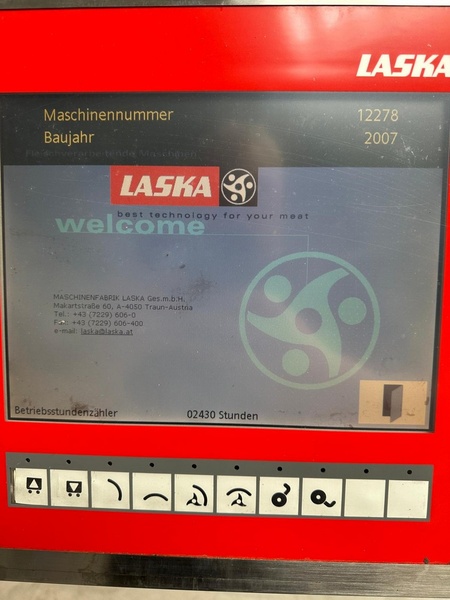 LASKA
Maschinennummer 12278
Baujahr 2007
LASKA
best technology for your meat
welcome
MASCHINENFABRIK LASKA Ges.m.b.H.
Makartstraße 60, A-4050 Traun-Austria
Tel.: +43 (7229) 606-0
Fax: +43 (7229) 606-400
e-mail: laska@laska.at
Betriebsstundenzähler 02430 Stunden